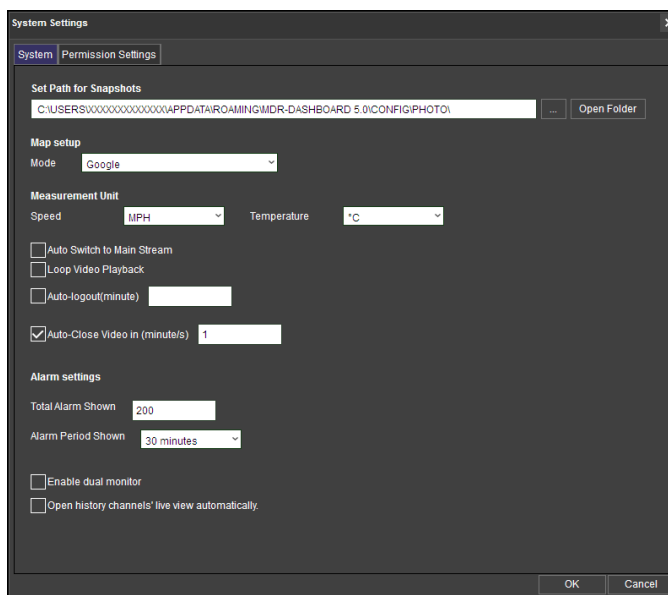 System Settings
System Permission Settings
Set Path for Snapshots
C:\USERS\XXXXXXXXXXXXX\APPDATA\ROAMING\MDR-DASHBOARD 5.0\CONFIG\PHOTO\ ... Open Folder
Map setup
Mode Google
Measurement Unit
Speed MPH Temperature °C
Auto Switch to Main Stream
Loop Video Playback
Auto-logout(minute)
Auto-Close Video in (minute/s) 1
Alarm settings
Total Alarm Shown 200
Alarm Period Shown 30 minutes
Enable dual monitor
Open history channels' live view automatically.
OK Cancel